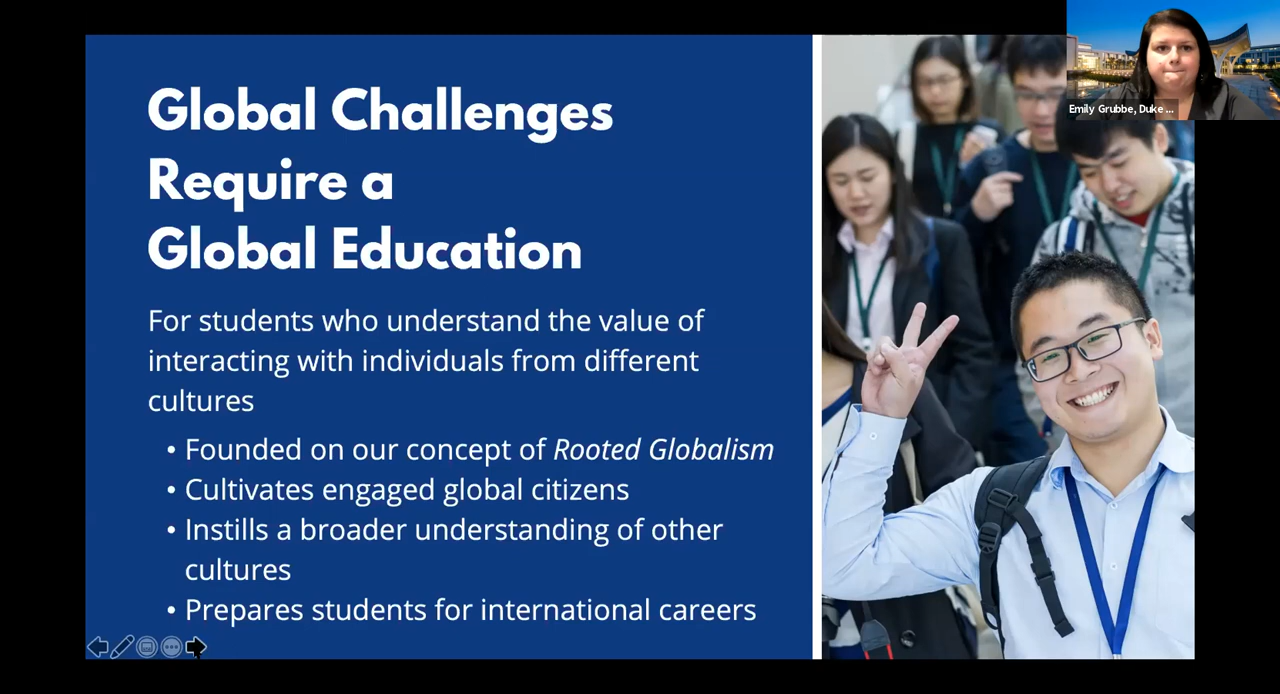 Global Challenges
Require a
Global Education
For students who understand the value of
interacting with individuals from different
cultures
• Founded on our concept of Rooted Globalism
• Cultivates engaged global citizens
• Instills a broader understanding of other
cultures
• Prepares students for international careers
Emily Grubbe, Duke ...